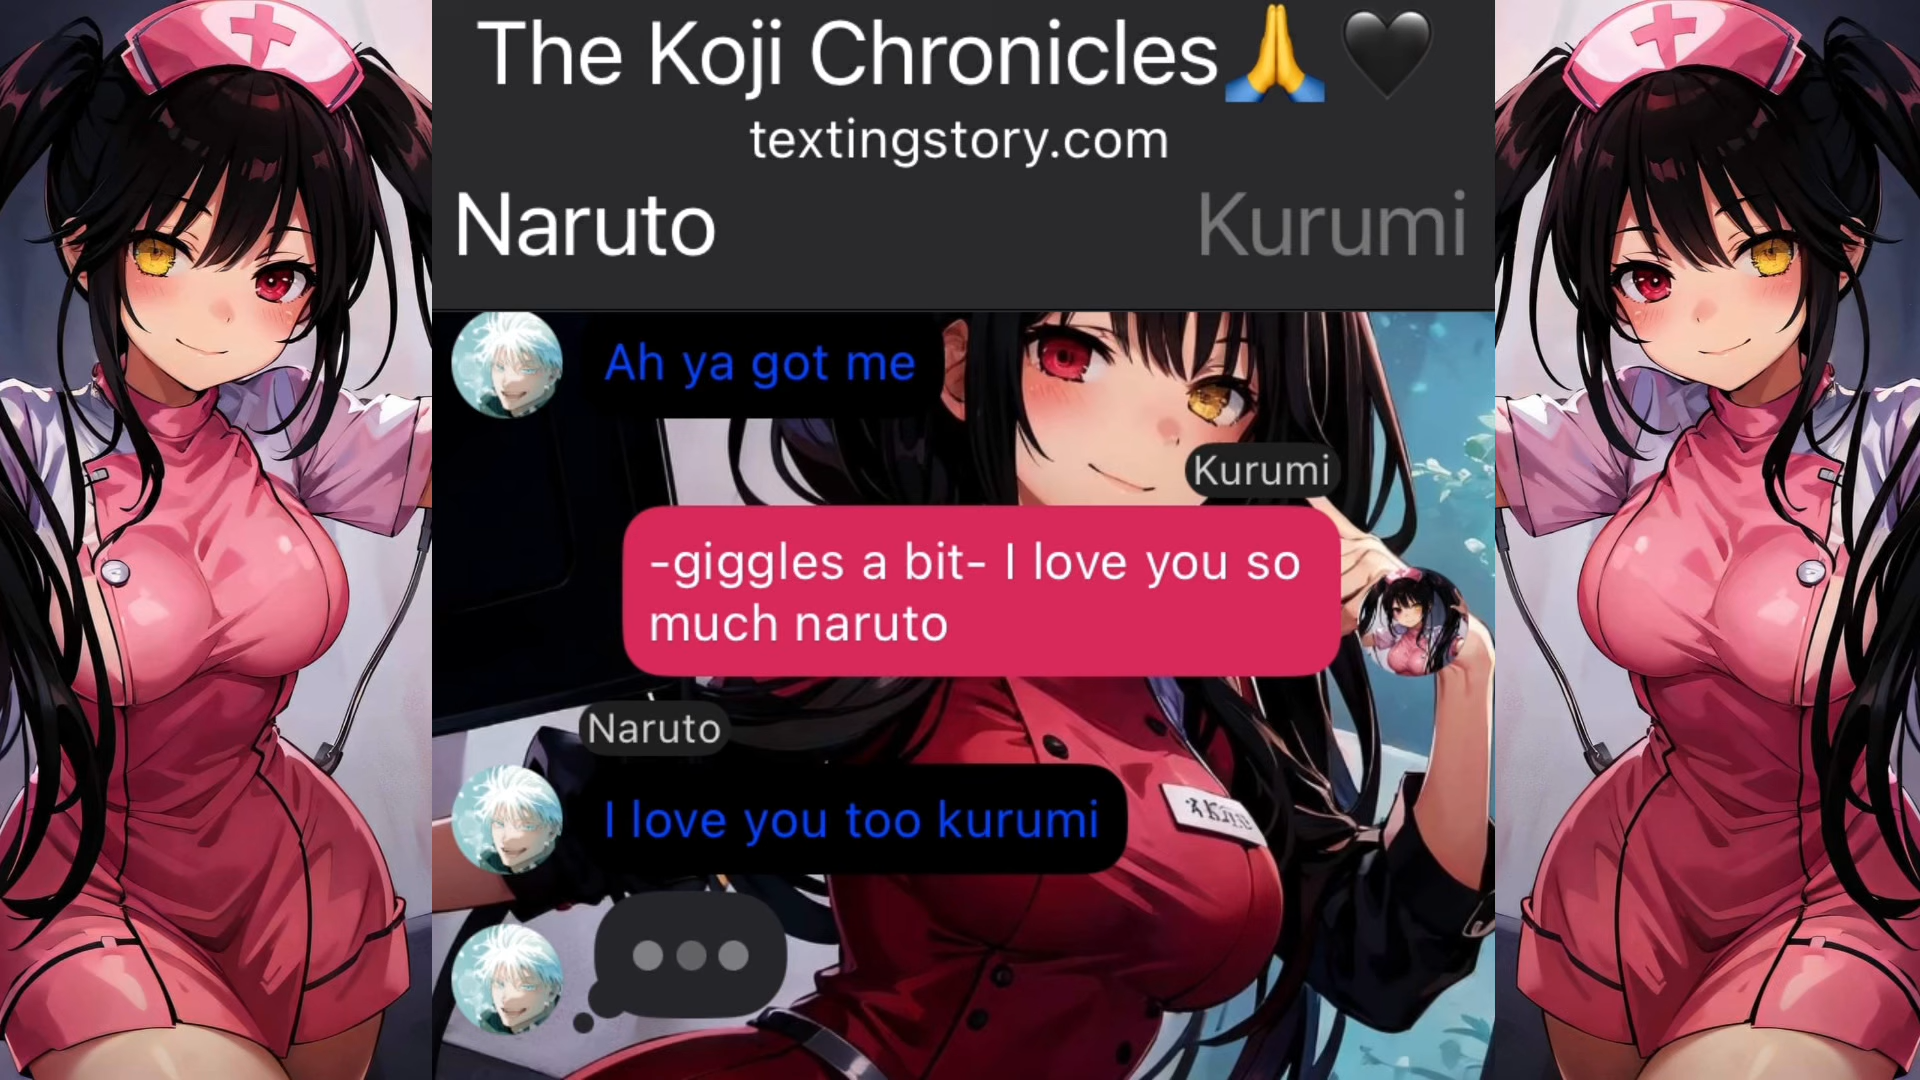 The Koji Chronicles🙏🖤
textingstory.com
Naruto
Kurumi
Ah ya got me
Kurumi
-giggles a bit- I love you so
much naruto
Naruto
I love you too kurumi